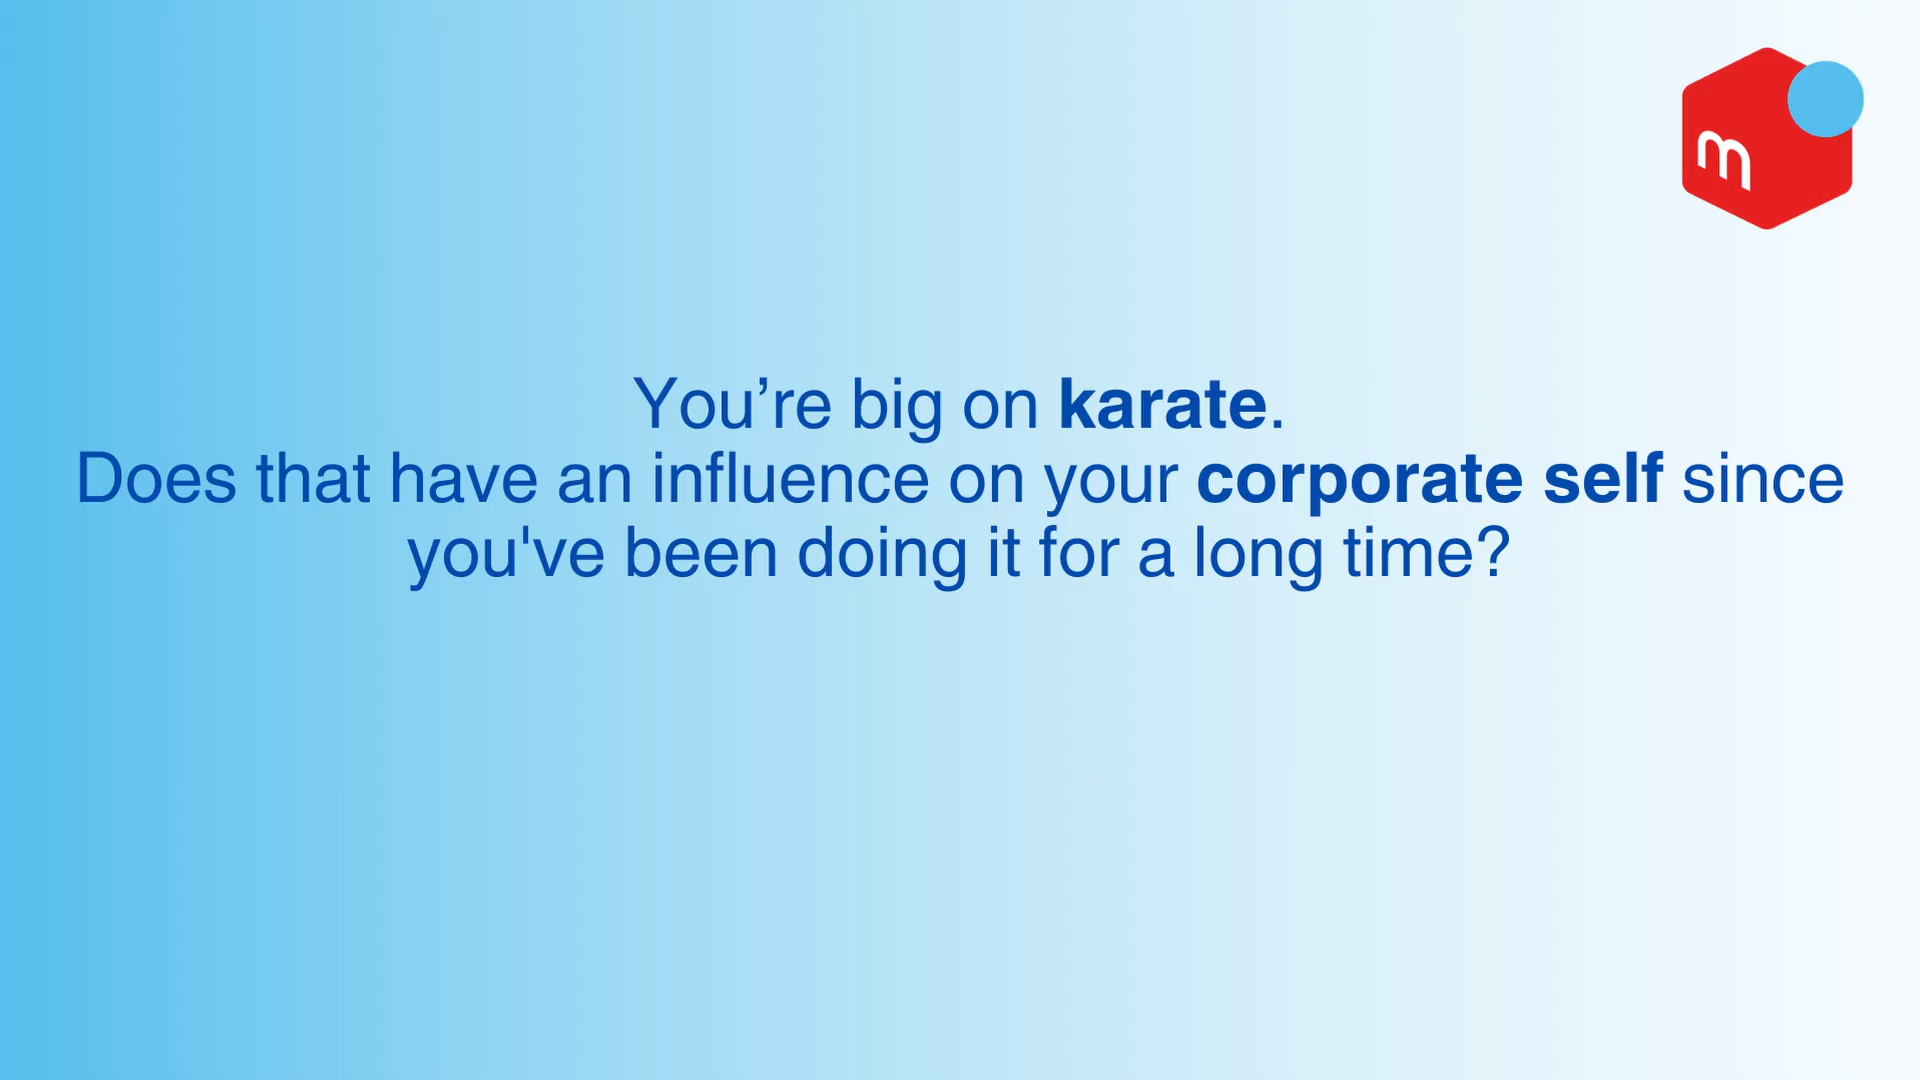 m
You’re big on karate.
Does that have an influence on your corporate self since
you've been doing it for a long time?